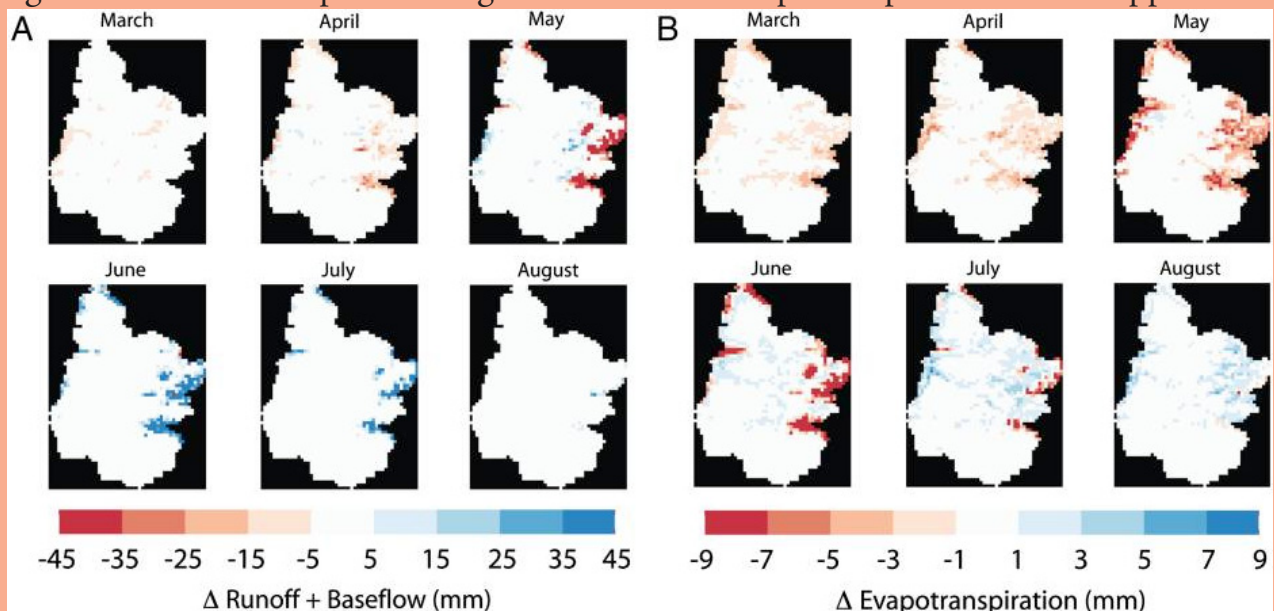 A
March
April
May
June
July
August
-45 -35 -25 -15 -5 5 15 25 35 45
Δ Runoff + Baseflow (mm)
B
March
April
May
June
July
August
-9 -7 -5 -3 -1 1 3 5 7 9
Δ Evapotranspiration (mm)